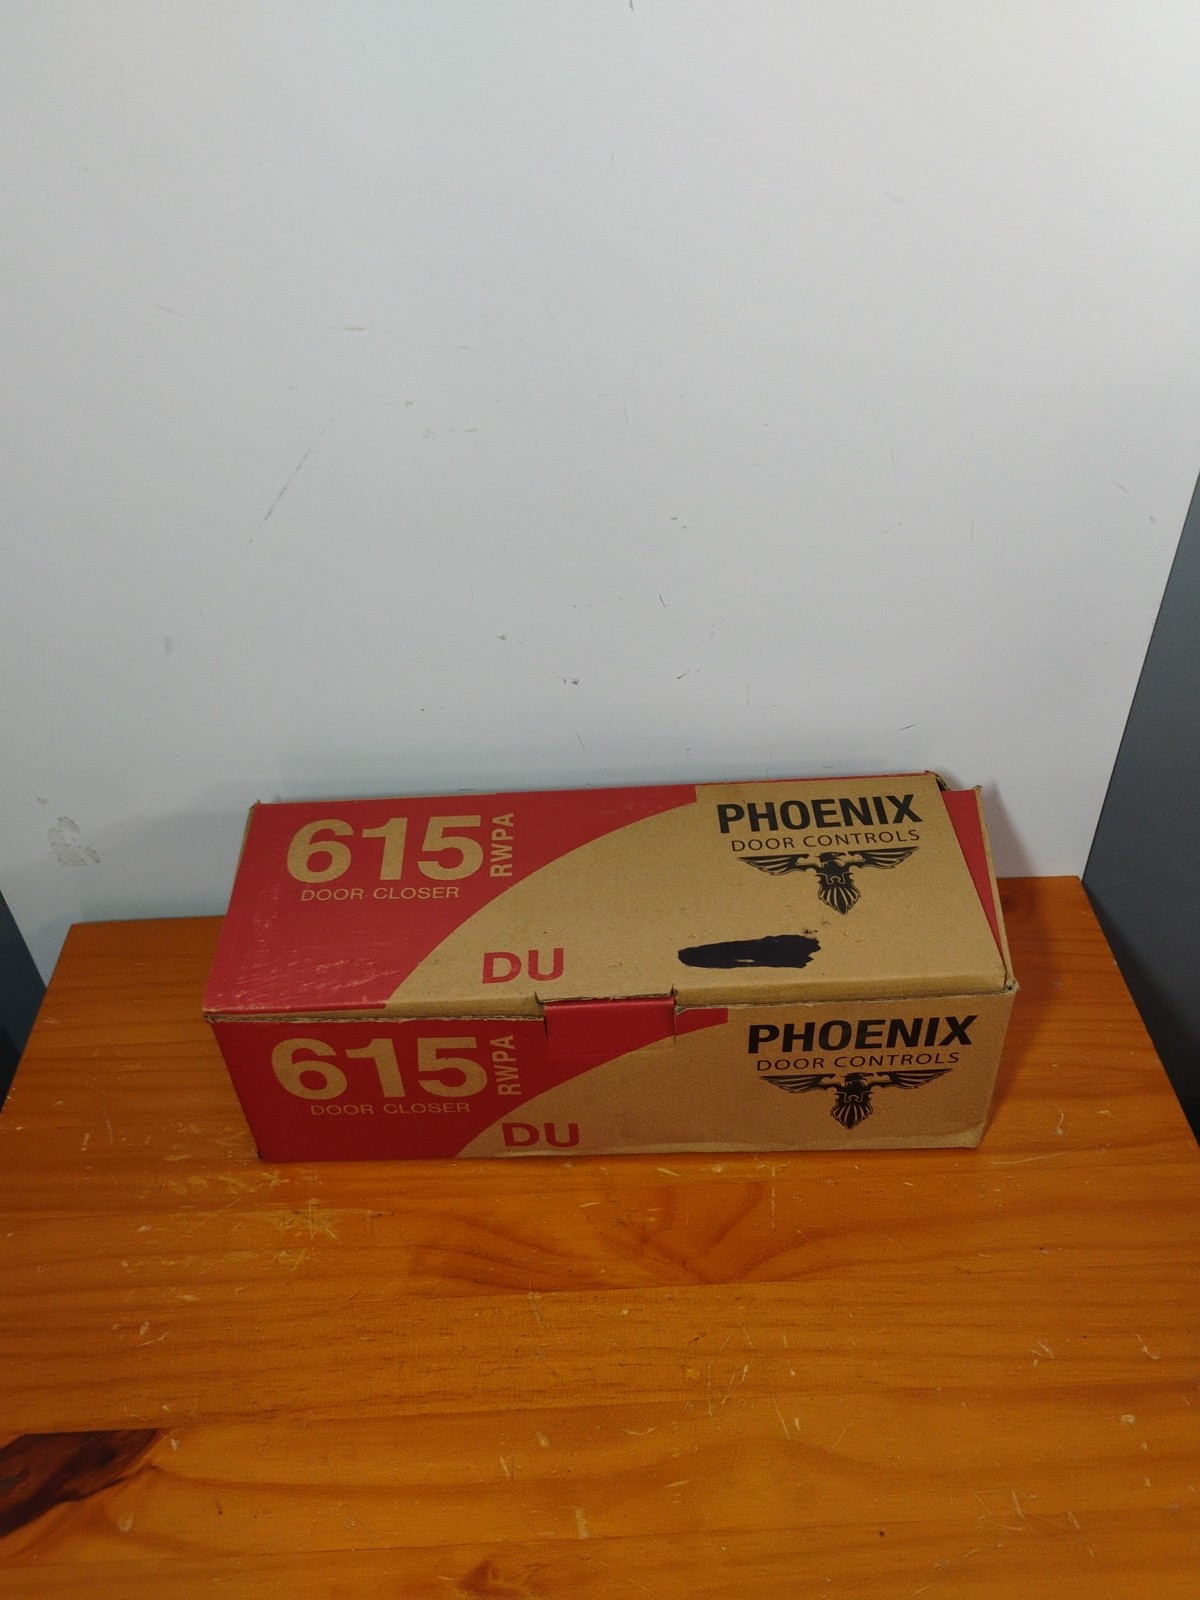 615 RWPA
DOOR CLOSER
DU
PHOENIX
DOOR CONTROLS
615 RWPA
DOOR CLOSER
DU
PHOENIX
DOOR CONTROLS